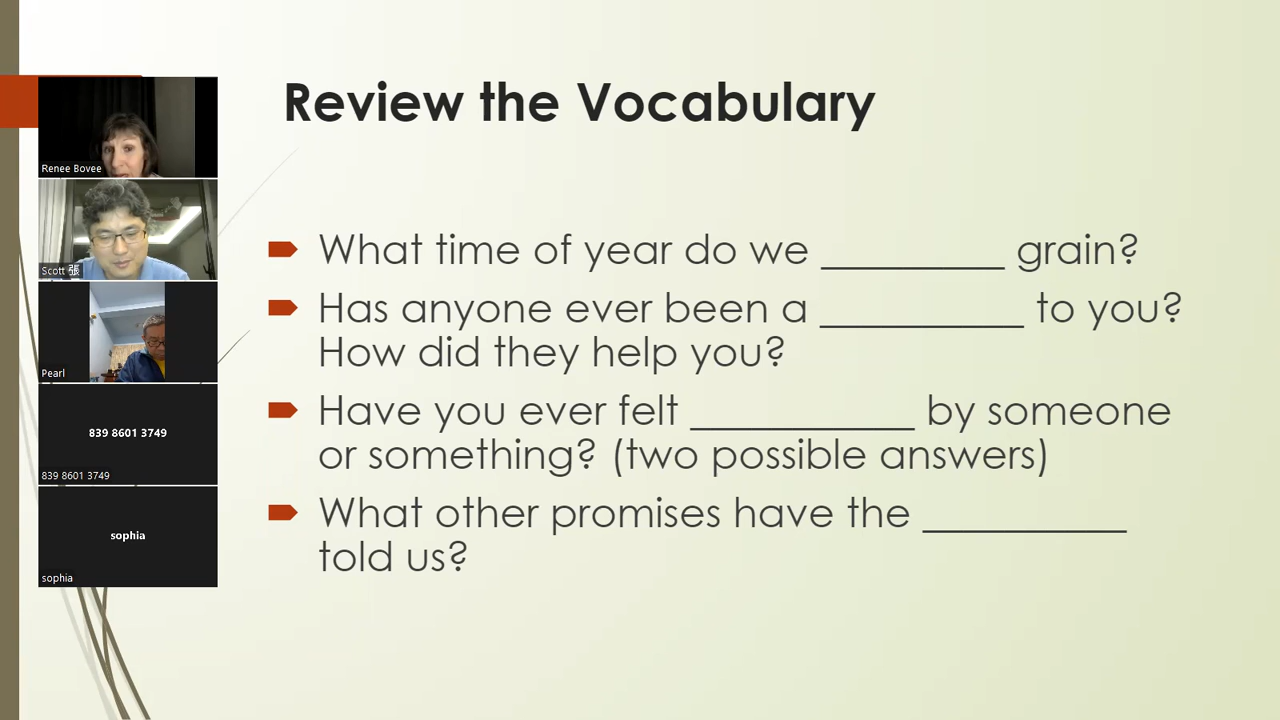 Review the Vocabulary
Renee Bovee
Scott 張
Pearl
839 8601 3749
839 8601 3749
sophia
sophia
What time of year do we _________ grain?
Has anyone ever been a __________ to you?
How did they help you?
Have you ever felt ___________ by someone
or something? (two possible answers)
What other promises have the __________
told us?